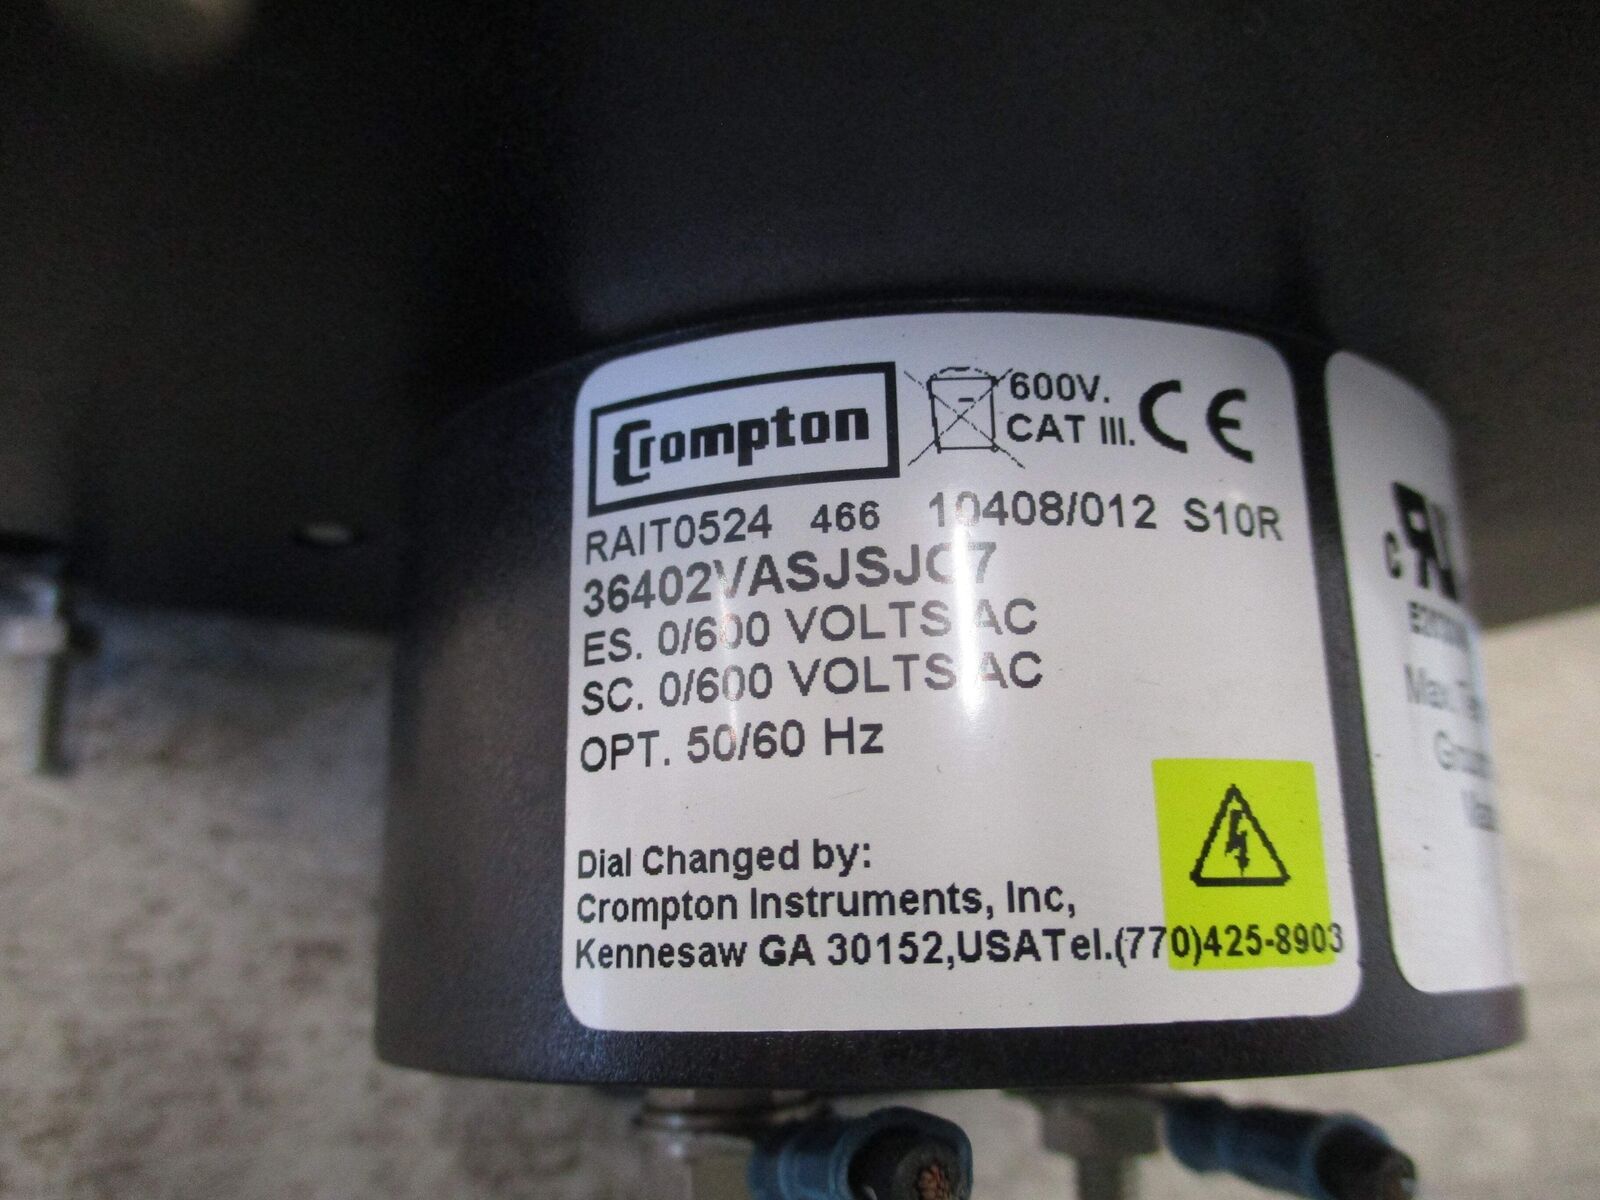 Crompton
600V.
CAT III. CE
RAIT0524 466 10408/012 S10R
36402VASJSJC7
ES. 0/600 VOLTS AC
SC. 0/600 VOLTS AC
OPT. 50/60 Hz
Dial Changed by:
Crompton Instruments, Inc,
Kennesaw GA 30152,USATel.(770)425-8903
c
Max.